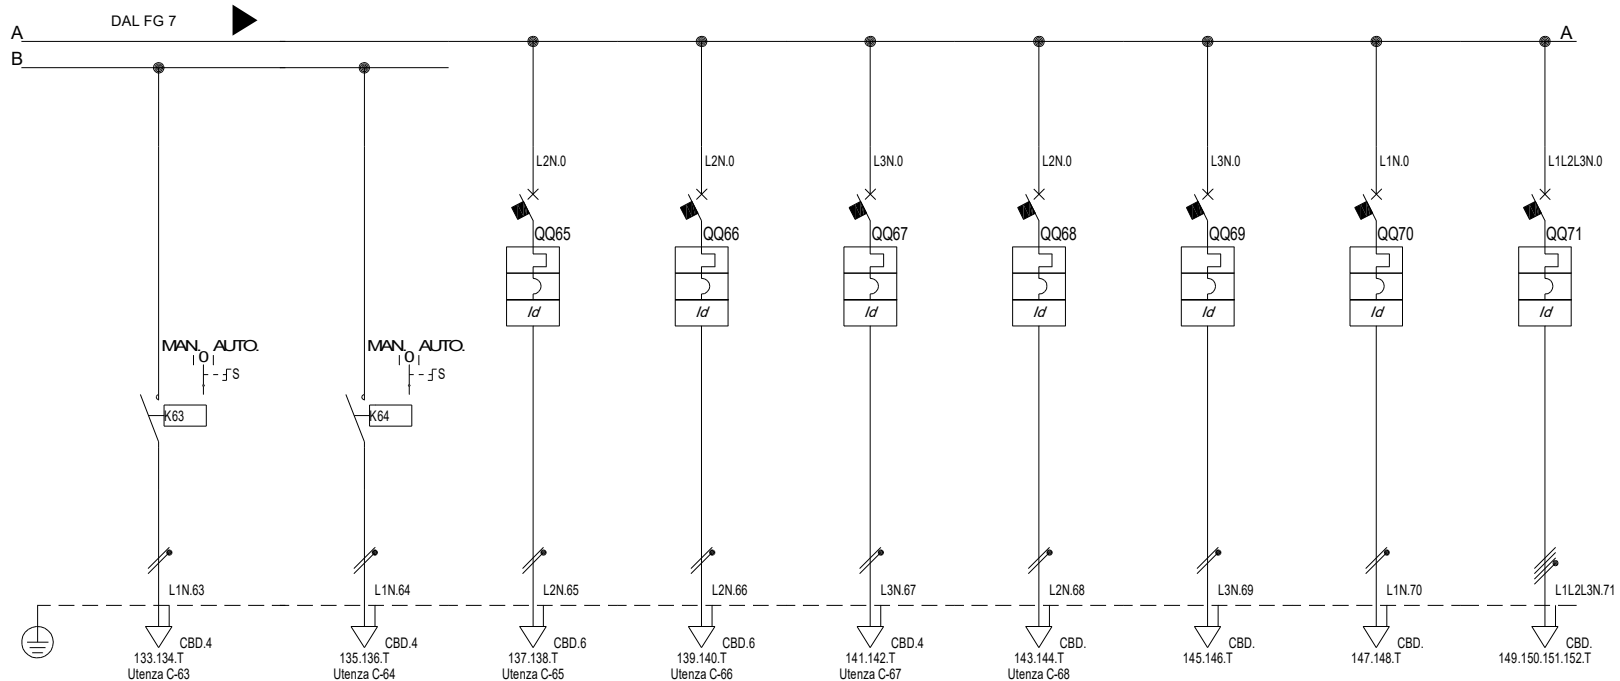 DAL FG 7
A A
B
L2N.0 L2N.0 L3N.0 L2N.0 L3N.0 L1N.0 L1L2L3N.0
QQ65 QQ66 QQ67 QQ68 QQ69 QQ70 QQ71
Id Id Id Id Id Id Id
MAN. 0 AUTO. MAN. 0 AUTO.
S S
K63 K64
L1N.63 L1N.64 L2N.65 L2N.66 L3N.67 L2N.68 L3N.69 L1N.70 L1L2L3N.71
CBD.4 CBD.4 CBD.6 CBD.6 CBD.4 CBD. CBD. CBD. CBD.
133.134.T 135.136.T 137.138.T 139.140.T 141.142.T 143.144.T 145.146.T 147.148.T 149.150.151.152.T
Utenza C-63 Utenza C-64 Utenza C-65 Utenza C-66 Utenza C-67 Utenza C-68